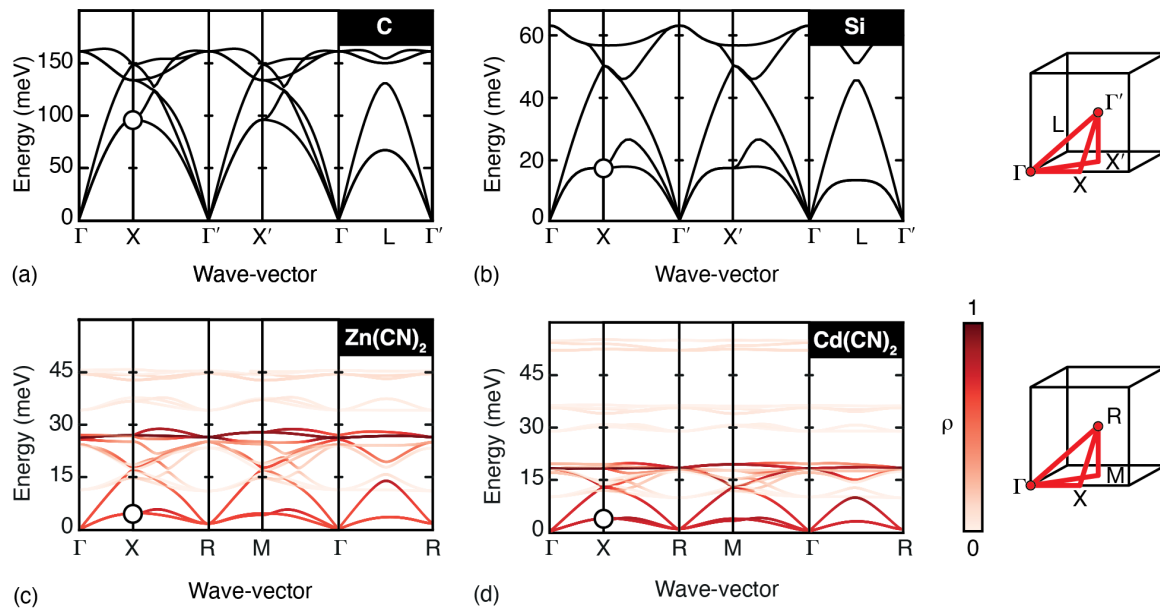 C
Energy (meV)
150
100
50
0
Γ X Γ′ X′ Γ L Γ′
(a)
Wave-vector
Si
Energy (meV)
60
40
20
0
Γ X Γ′ X′ Γ L Γ′
(b)
Wave-vector
Γ′
L
X′
Γ
X
Zn(CN)₂
Energy (meV)
45
30
15
0
Γ X R M Γ R
(c)
Wave-vector
Cd(CN)₂
Energy (meV)
45
30
15
0
Γ X R M Γ R
(d)
Wave-vector
1
ρ
0
R
M
Γ
X